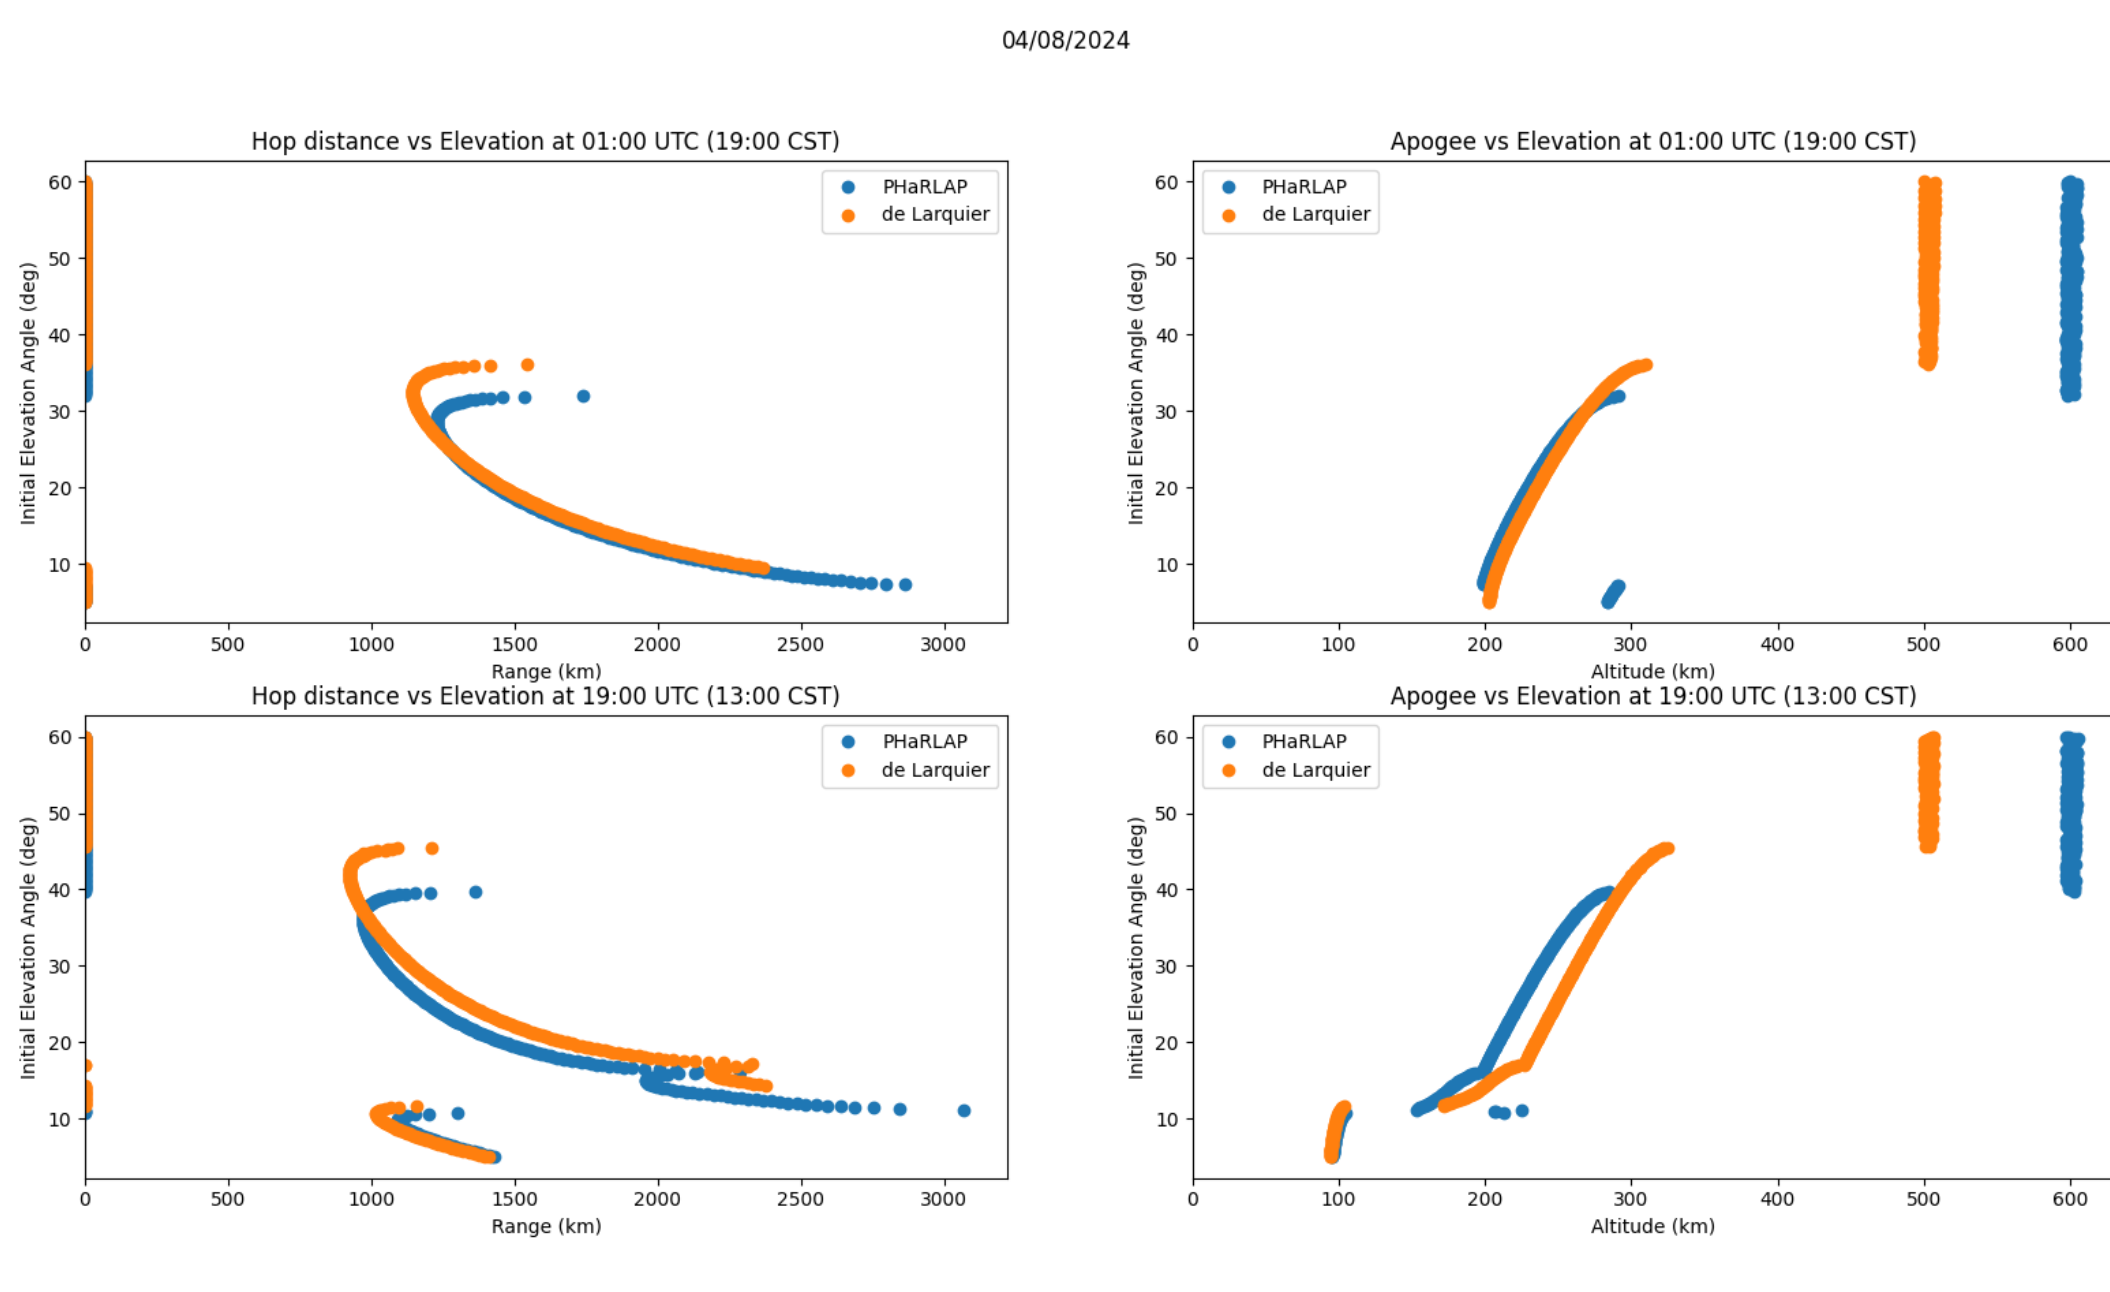 04/08/2024
Hop distance vs Elevation at 01:00 UTC (19:00 CST)
60
50
40
30
20
10
Initial Elevation Angle (deg)
PHaRLAP
de Larquier
0 500 1000 1500 2000 2500 3000
Range (km)
Apogee vs Elevation at 01:00 UTC (19:00 CST)
60
50
40
30
20
10
Initial Elevation Angle (deg)
PHaRLAP
de Larquier
0 100 200 300 400 500 600
Altitude (km)
Hop distance vs Elevation at 19:00 UTC (13:00 CST)
60
50
40
30
20
10
Initial Elevation Angle (deg)
PHaRLAP
de Larquier
0 500 1000 1500 2000 2500 3000
Range (km)
Apogee vs Elevation at 19:00 UTC (13:00 CST)
60
50
40
30
20
10
Initial Elevation Angle (deg)
PHaRLAP
de Larquier
0 100 200 300 400 500 600
Altitude (km)